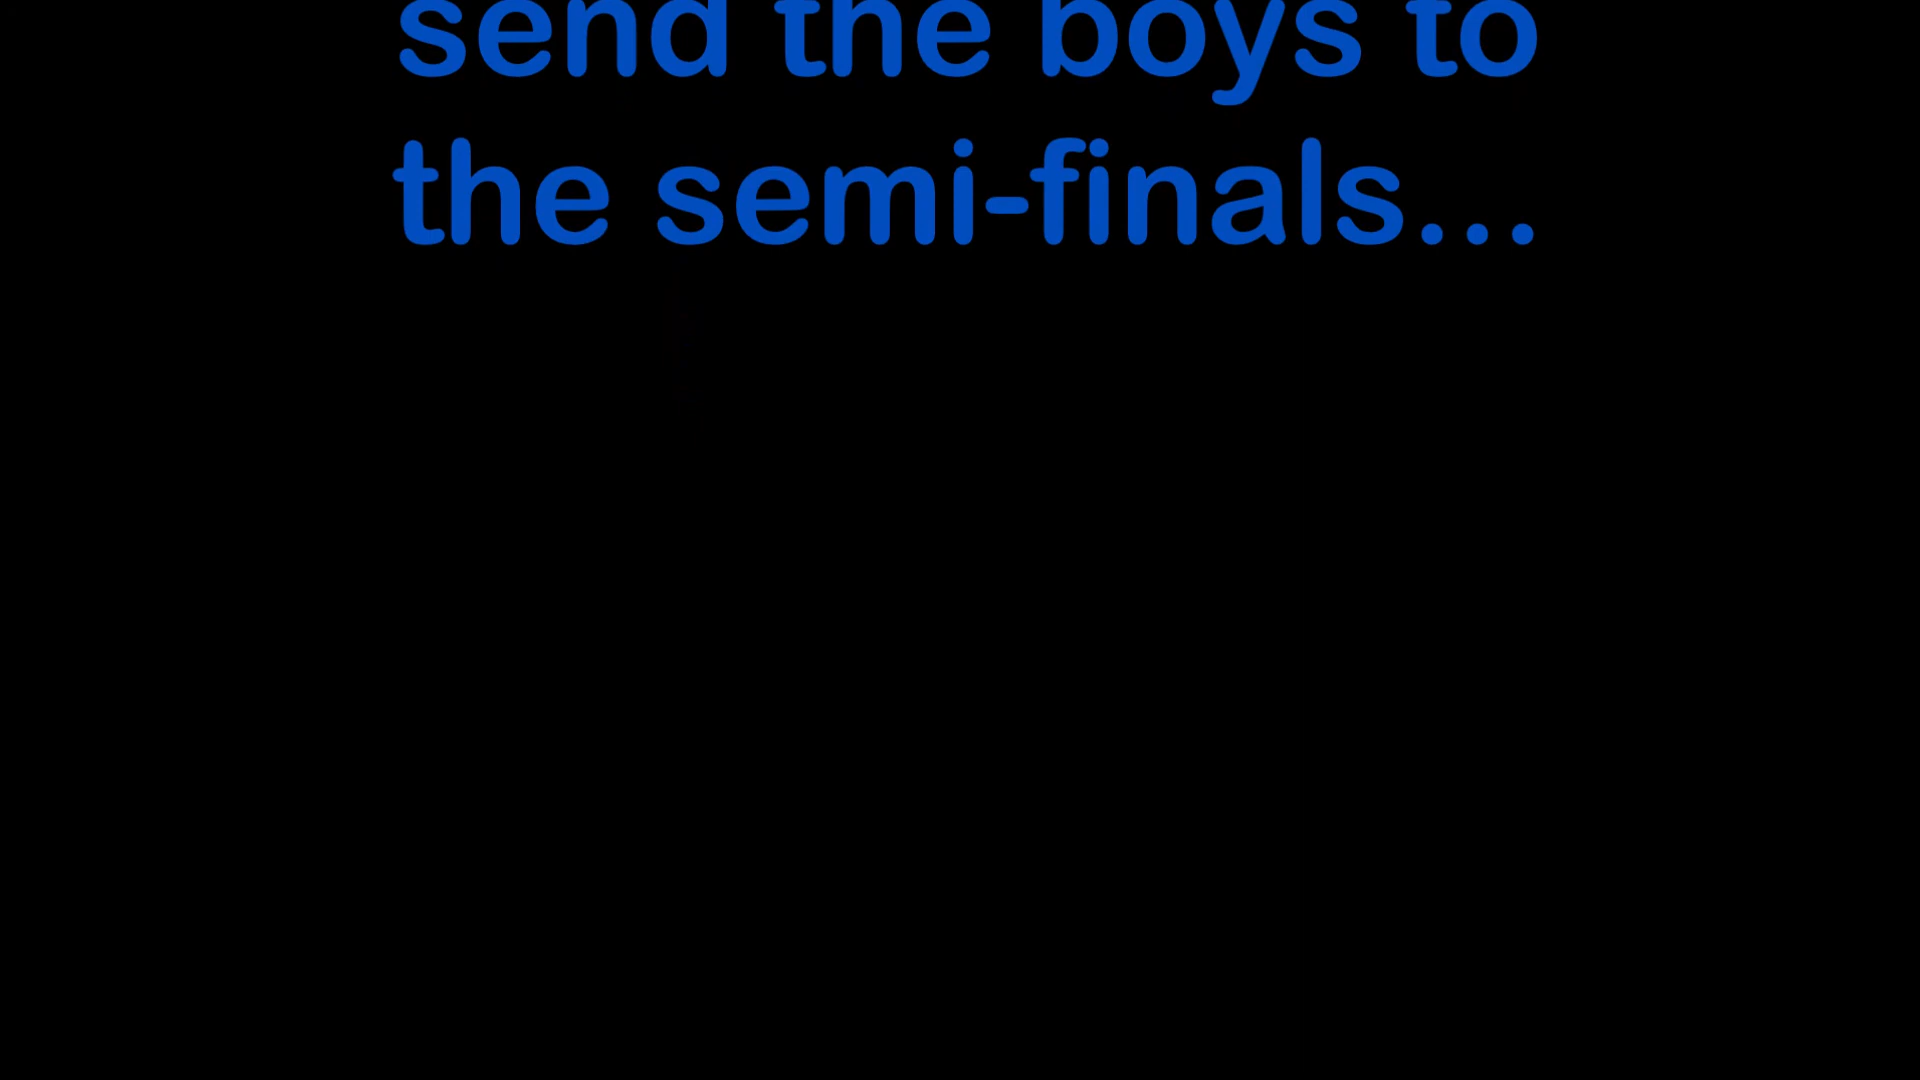 send the boys to
the semi-finals...